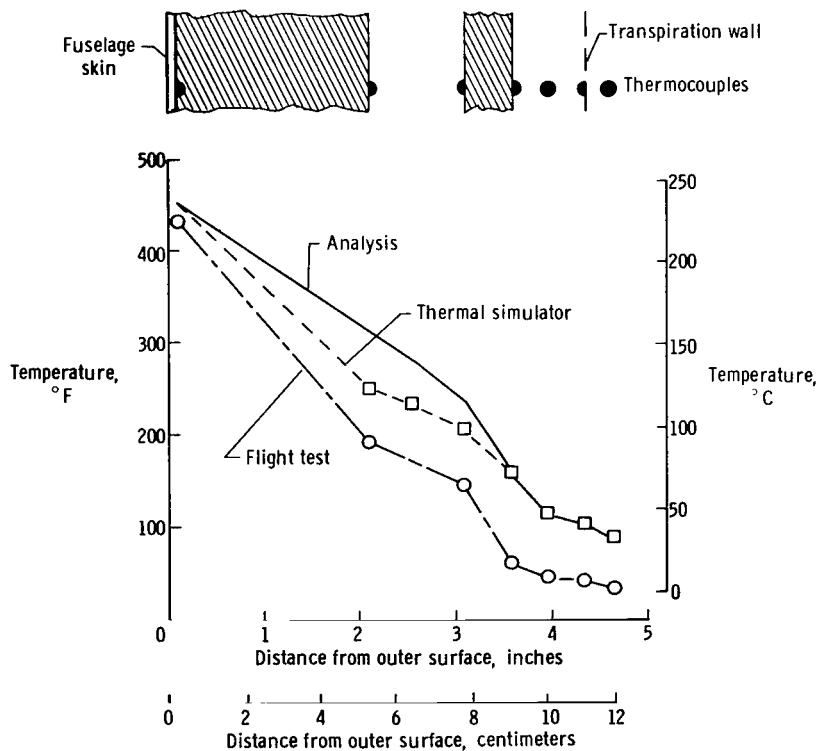 Fuselage
skin
Transpiration wall
Thermocouples
500
400
300
200
100
0
Temperature,
°F
250
200
150
100
50
0
Temperature,
°C
Analysis
Thermal simulator
Flight test
1
2
3
4
5
Distance from outer surface, inches
0
2
4
6
8
10
12
Distance from outer surface, centimeters